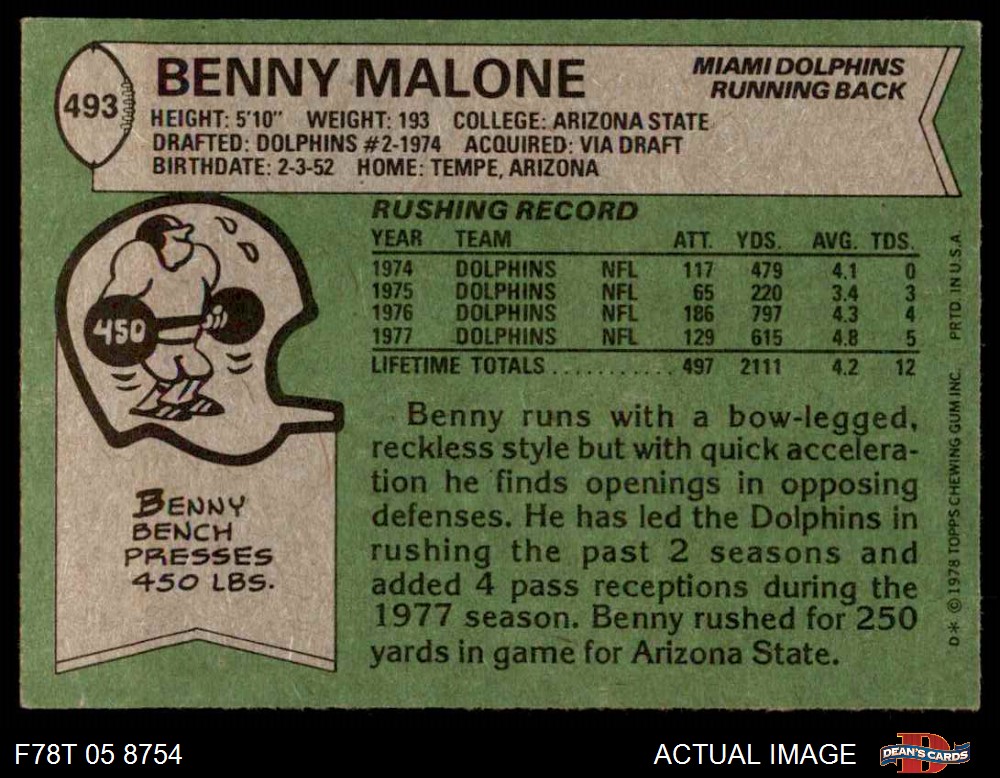 493
BENNY MALONE
MIAMI DOLPHINS
RUNNING BACK
HEIGHT: 5'10" WEIGHT: 193 COLLEGE: ARIZONA STATE
DRAFTED: DOLPHINS #2-1974 ACQUIRED: VIA DRAFT
BIRTHDATE: 2-3-52 HOME: TEMPE, ARIZONA
RUSHING RECORD
YEAR TEAM ATT. YDS. AVG. TDS.
1974 DOLPHINS NFL 117 479 4.1 0
1975 DOLPHINS NFL 65 220 3.4 3
1976 DOLPHINS NFL 186 797 4.3 4
1977 DOLPHINS NFL 129 615 4.8 5
LIFETIME TOTALS........... 497 2111 4.2 12
450
BENNY
BENCH
PRESSES
450 LBS.
Benny runs with a bow-legged,
reckless style but with quick accelera-
tion he finds openings in opposing
defenses. He has led the Dolphins in
rushing the past 2 seasons and
added 4 pass receptions during the
1977 season. Benny rushed for 250
yards in game for Arizona State.
D* © 1978 TOPPS CHEWING GUM INC. PRTD. IN U.S.A.
F78T 05 8754
ACTUAL IMAGE
D
DEAN'S CARDS